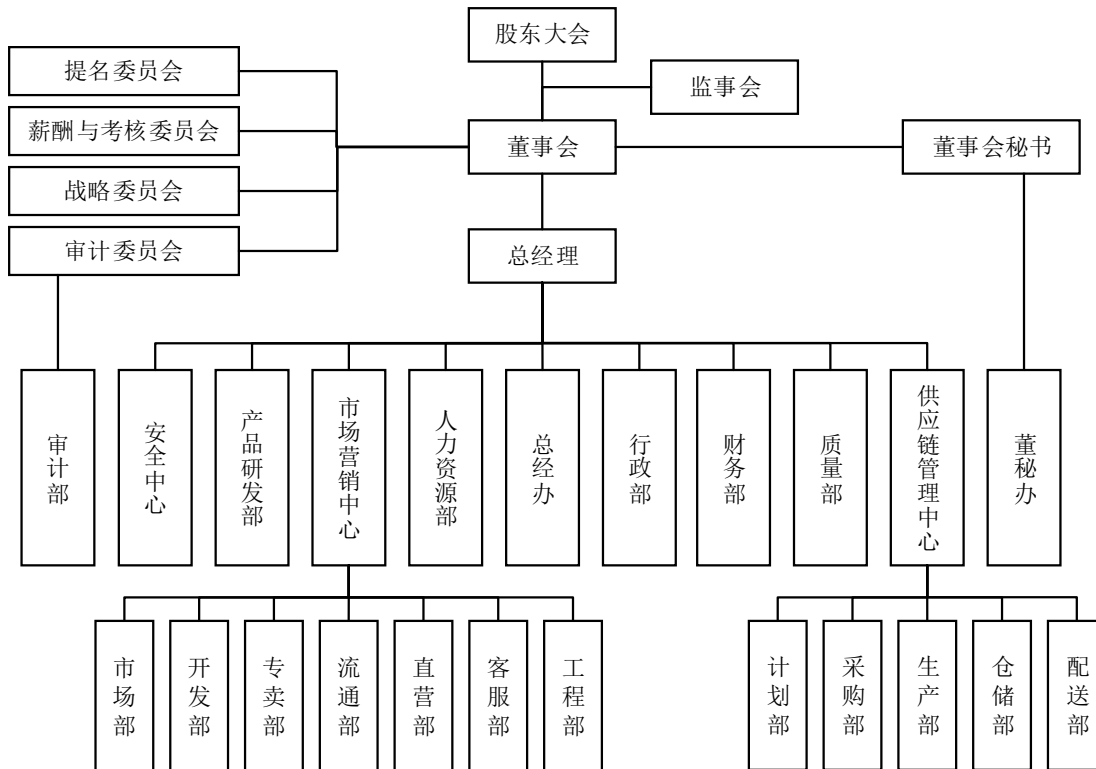 股东大会
提名委员会
监事会
薪酬与考核委员会
董事会
董事会秘书
战略委员会
审计委员会
总经理
审计部
安全中心
产品研发部
市场营销中心
人力资源部
总经办
行政部
财务部
质量部
供应链管理中心
董秘办
市场部
开发部
专卖部
流通部
直营部
客服部
工程部
计划部
采购部
生产部
仓储部
配送部